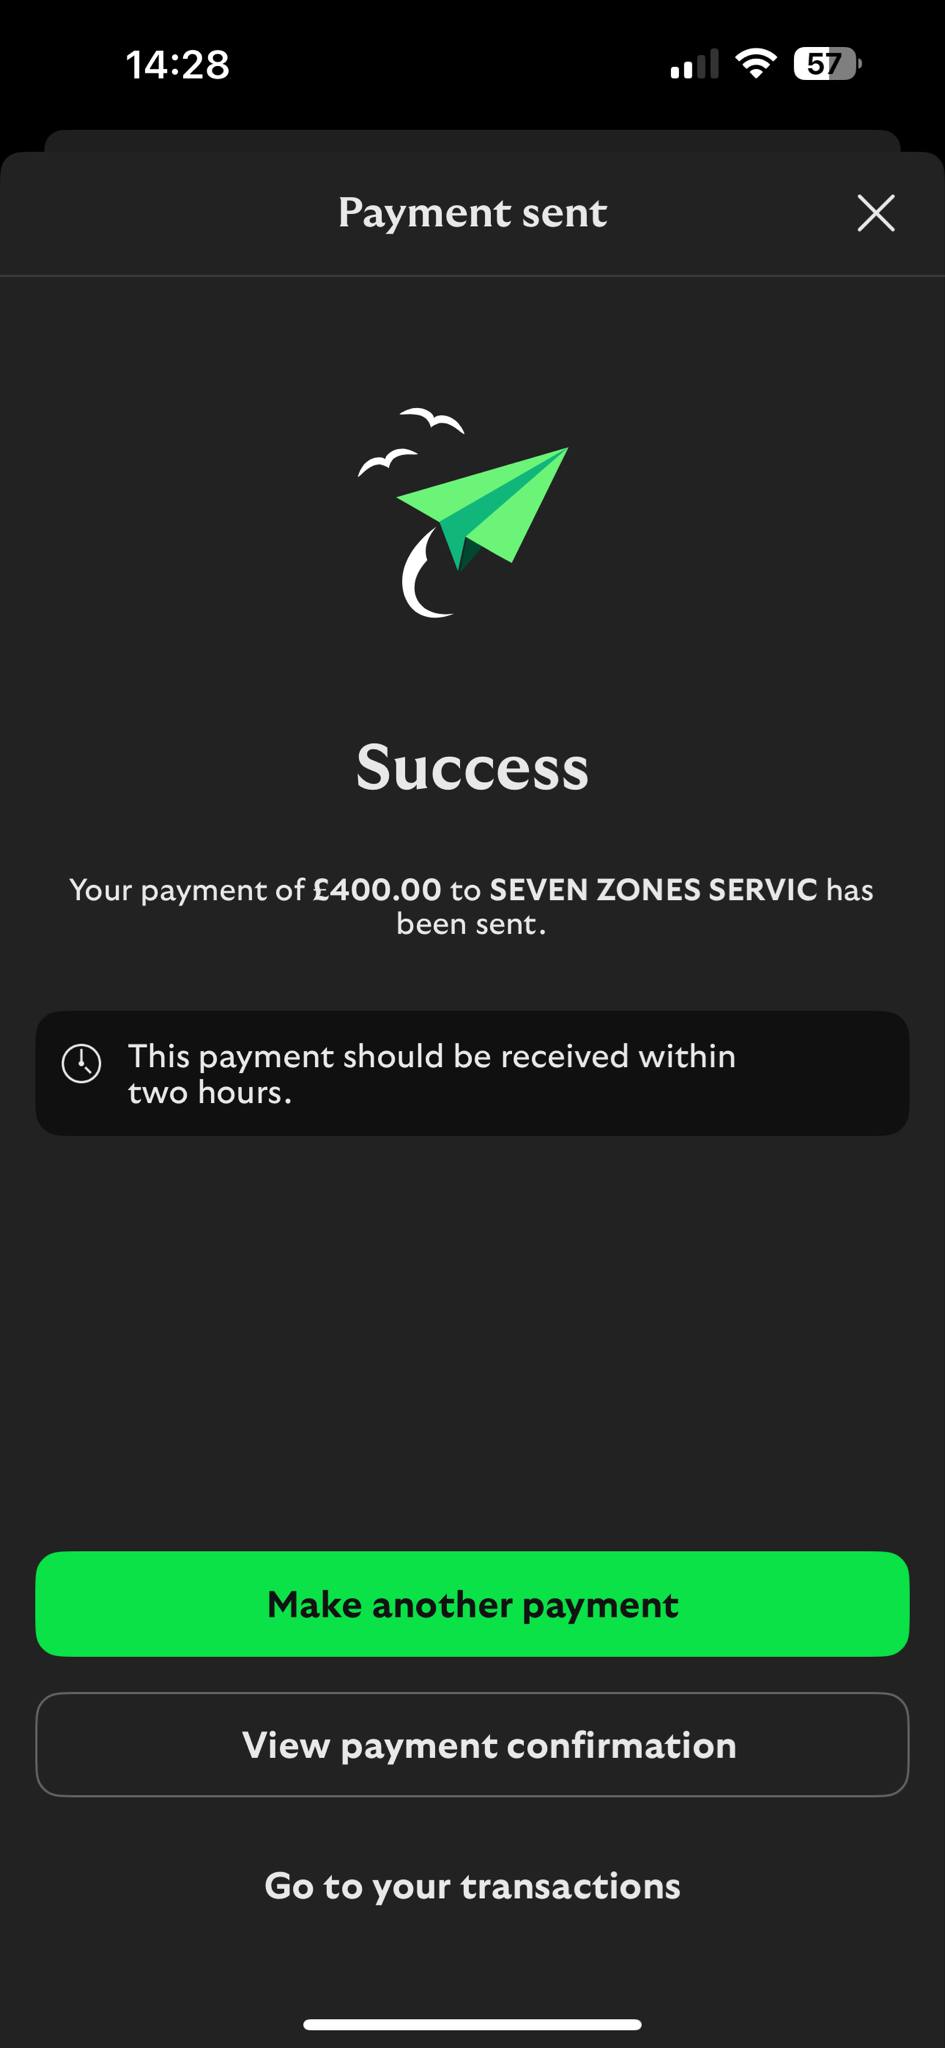 14:28
57
Payment sent
Success
Your payment of £400.00 to SEVEN ZONES SERVIC has
been sent.
This payment should be received within
two hours.
Make another payment
View payment confirmation
Go to your transactions